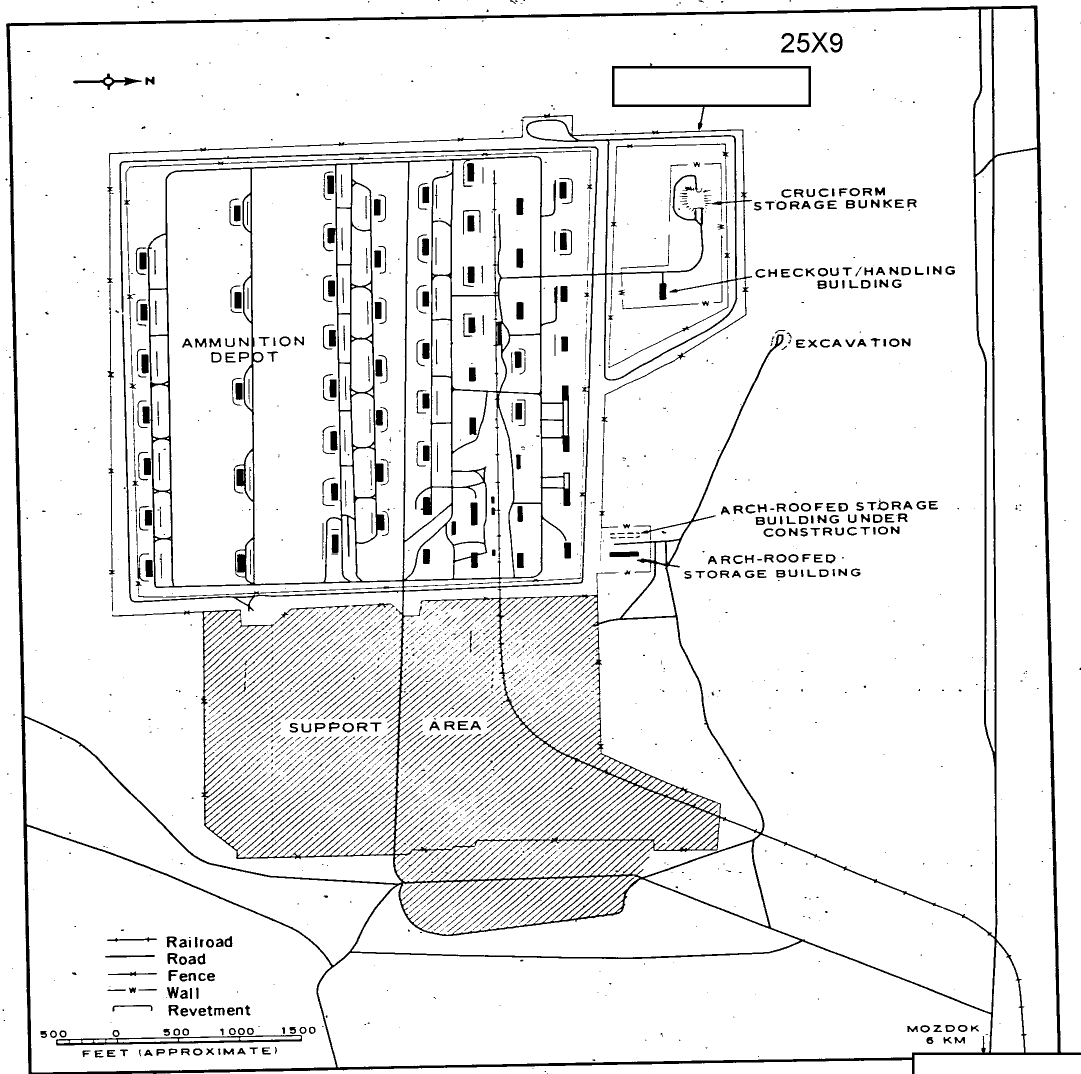 25X9
N
CRUCIFORM
STORAGE BUNKER
CHECKOUT/HANDLING
BUILDING
EXCAVATION
AMMUNITION
DEPOT
ARCH-ROOFED STORAGE
BUILDING UNDER
CONSTRUCTION
ARCH-ROOFED
STORAGE BUILDING
SUPPORT AREA
Railroad
Road
Fence
W Wall
Revetment
500 0 500 1000 1500
FEET (APPROXIMATE)
MOZDOK
6 KM